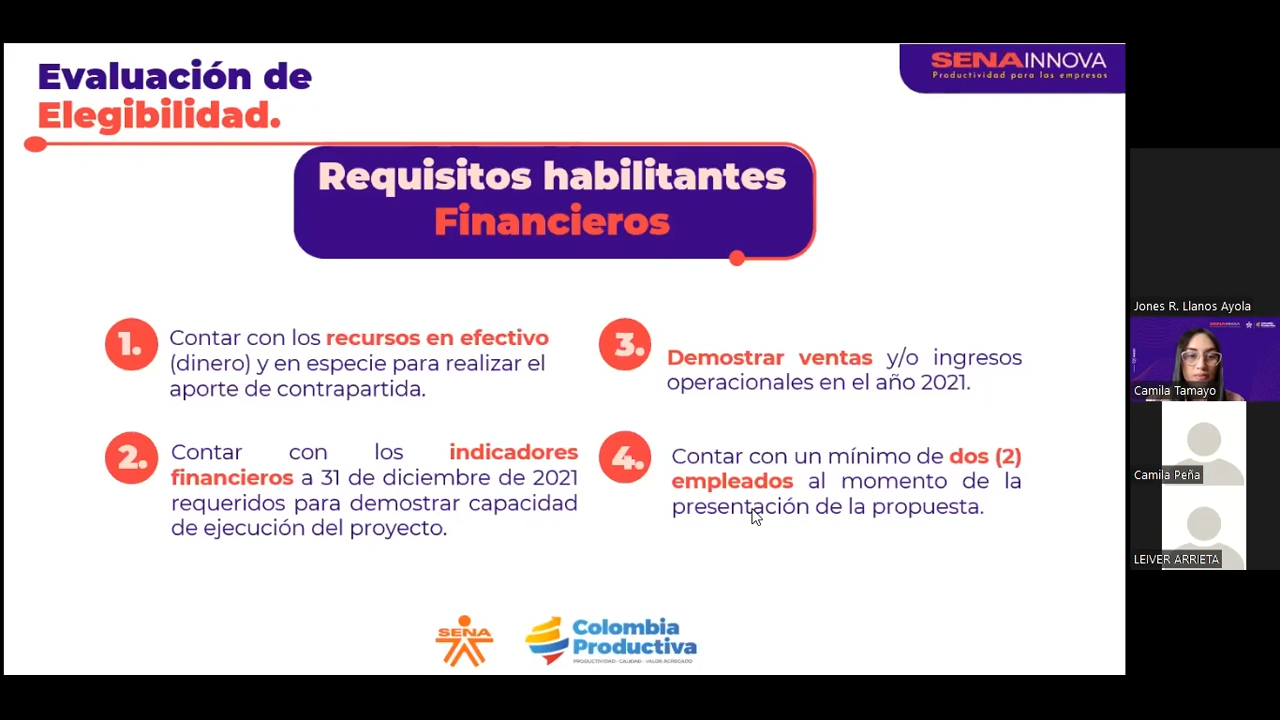 Evaluación de
Elegibilidad.
SENAINNOVA
Productividad para las empresas
Requisitos habilitantes
Financieros
1.
Contar con los recursos en efectivo
(dinero) y en especie para realizar el
aporte de contrapartida.
2.
Contar con los indicadores
financieros a 31 de diciembre de 2021
requeridos para demostrar capacidad
de ejecución del proyecto.
3.
Demostrar ventas y/o ingresos
operacionales en el año 2021.
4.
Contar con un mínimo de dos (2)
empleados al momento de la
presentación de la propuesta.
SENA
Colombia
Productiva
PRODUCTIVIDAD - CALIDAD - VALOR AGREGADO
Jones R. Llanos Ayola
Camila Tamayo
Camila Peña
LEIVER ARRIETA